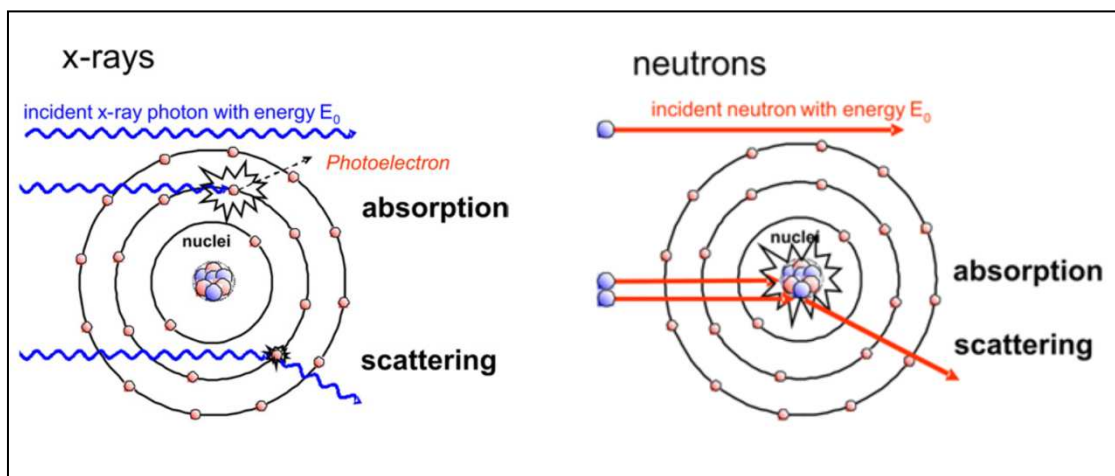 x-rays
incident x-ray photon with energy E₀
Photoelectron
absorption
nuclei
scattering
neutrons
incident neutron with energy E₀
nuclei
absorption
scattering